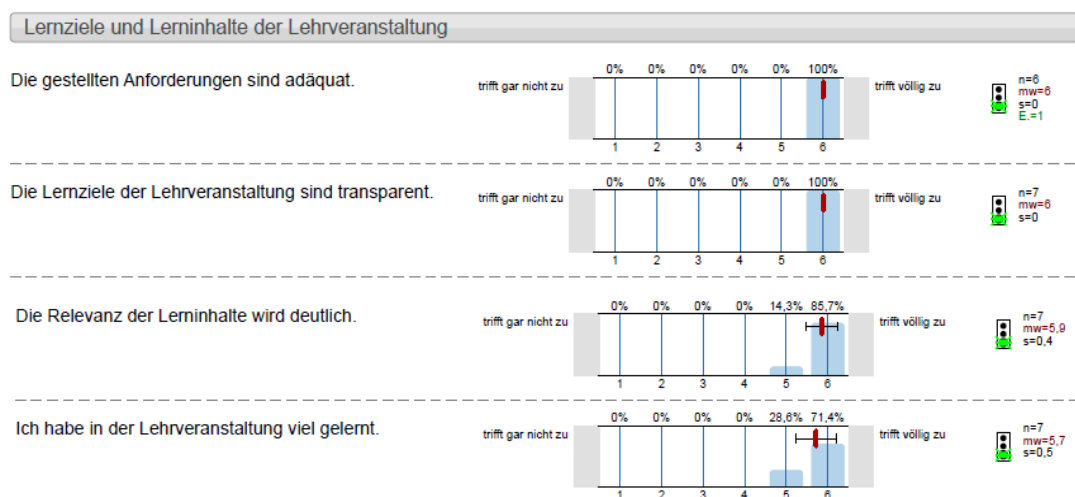 Lernziele und Lerninhalte der Lehrveranstaltung
Die gestellten Anforderungen sind adäquat.
trifft gar nicht zu
0% 0% 0% 0% 0% 100%
1 2 3 4 5 6
trifft völlig zu
n=6
mw=6
s=0
E.=1
Die Lernziele der Lehrveranstaltung sind transparent.
trifft gar nicht zu
0% 0% 0% 0% 0% 100%
1 2 3 4 5 6
trifft völlig zu
n=7
mw=6
s=0
Die Relevanz der Lerninhalte wird deutlich.
trifft gar nicht zu
0% 0% 0% 0% 14,3% 85,7%
1 2 3 4 5 6
trifft völlig zu
n=7
mw=5,9
s=0,4
Ich habe in der Lehrveranstaltung viel gelernt.
trifft gar nicht zu
0% 0% 0% 0% 28,6% 71,4%
1 2 3 4 5 6
trifft völlig zu
n=7
mw=5,7
s=0,5